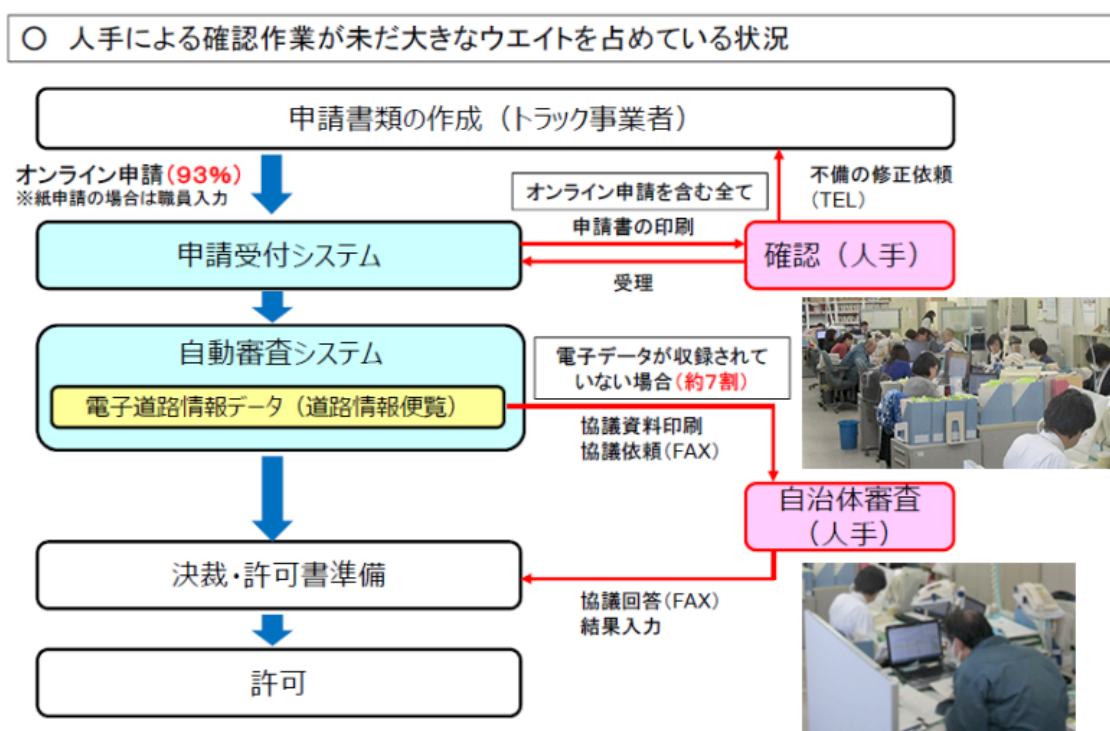 ○ 人手による確認作業が未だ大きなウエイトを占めている状況
申請書類の作成（トラック事業者）
オンライン申請（93%）
※紙申請の場合は職員入力
オンライン申請を含む全て
申請書の印刷
不備の修正依頼
（TEL）
申請受付システム
確認（人手）
受理
自動審査システム
電子道路情報データ（道路情報便覧）
電子データが収録されて
いない場合（約7割）
協議資料印刷
協議依頼(FAX)
自治体審査
（人手）
決裁・許可書準備
協議回答(FAX)
結果入力
許可